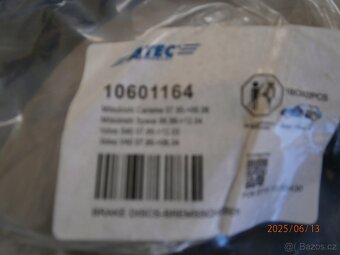 ATEC
10601164
Mitsubishi Carisma 07.95->06.06
Mitsubishi Space 06.98->12.04
Volvo S40 07.95->12.03
Volvo V40 07.95->06.04
BRAKE DISCS/BREMSSCHEIBEN
2025/06/13
Bazoš.cz